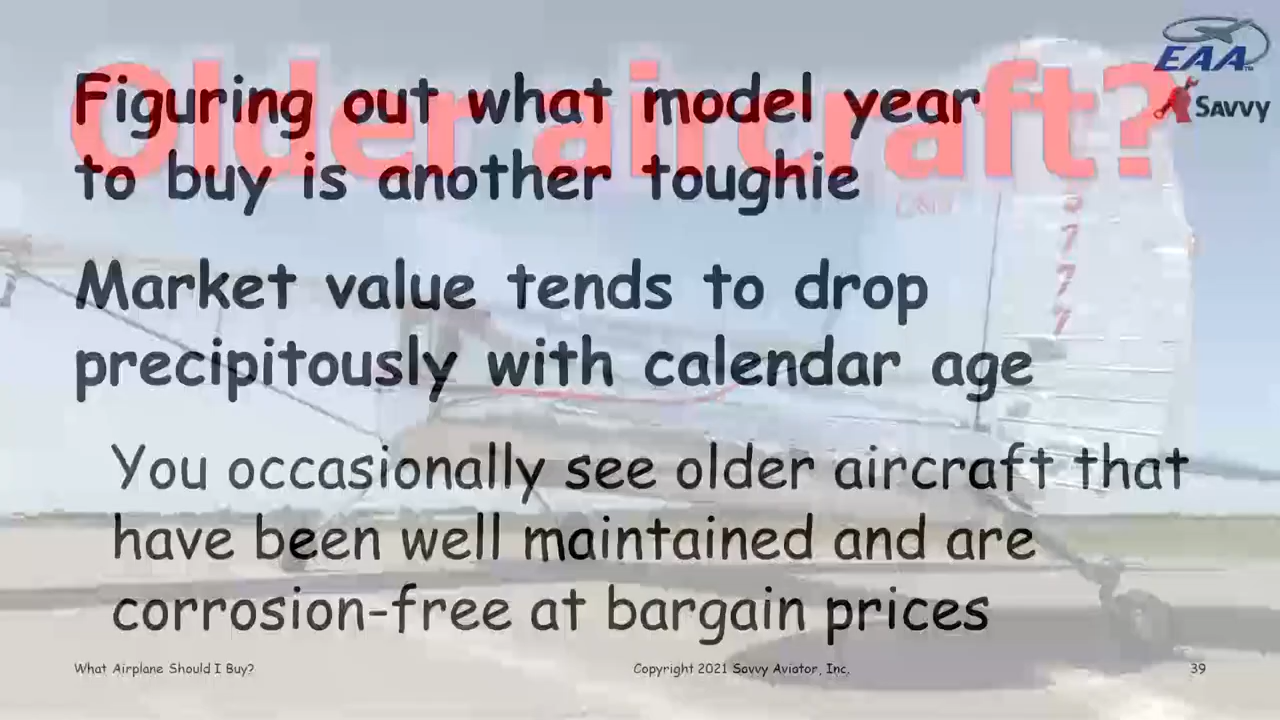 Older aircraft?
EAA
SAVVY
Figuring out what model year
to buy is another toughie
Market value tends to drop
precipitously with calendar age
You occasionally see older aircraft that
have been well maintained and are
corrosion-free at bargain prices
What Airplane Should I Buy?
Copyright 2021 Savvy Aviator, Inc.
39